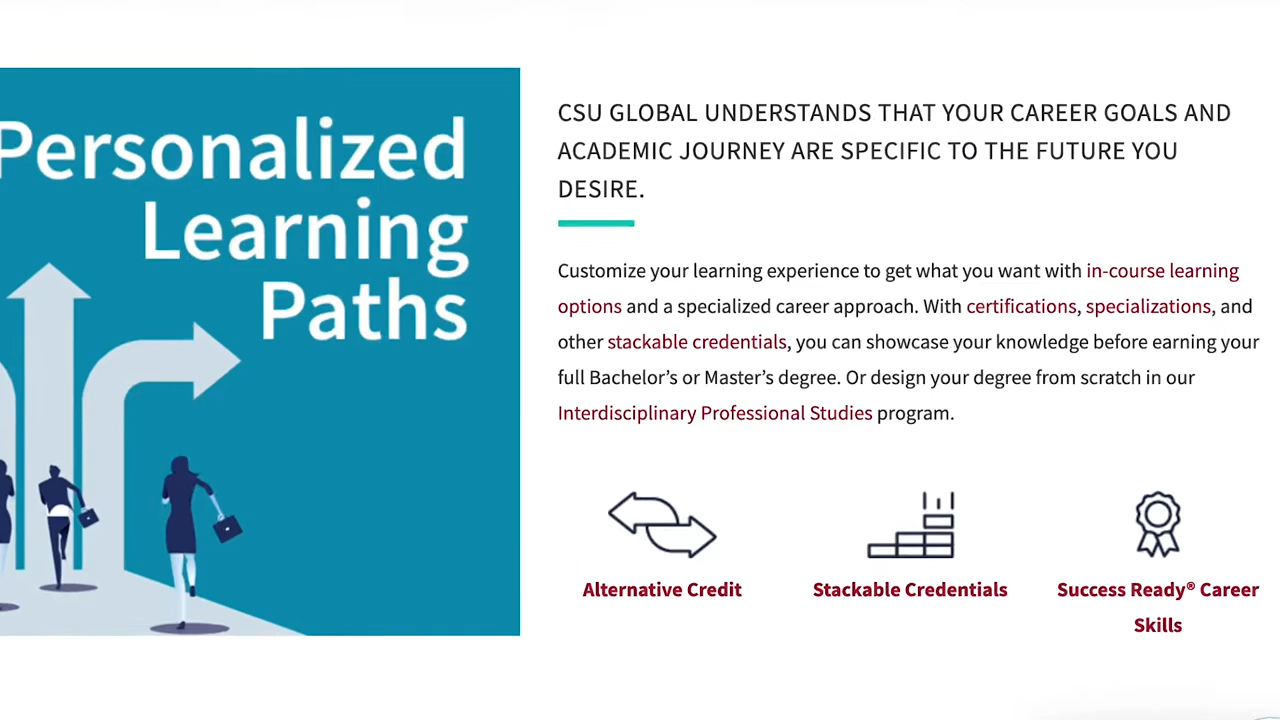 Personalized
Learning
Paths
CSU GLOBAL UNDERSTANDS THAT YOUR CAREER GOALS AND
ACADEMIC JOURNEY ARE SPECIFIC TO THE FUTURE YOU
DESIRE.
Customize your learning experience to get what you want with in-course learning
options and a specialized career approach. With certifications, specializations, and
other stackable credentials, you can showcase your knowledge before earning your
full Bachelor’s or Master’s degree. Or design your degree from scratch in our
Interdisciplinary Professional Studies program.
Alternative Credit
Stackable Credentials
Success Ready® Career
Skills